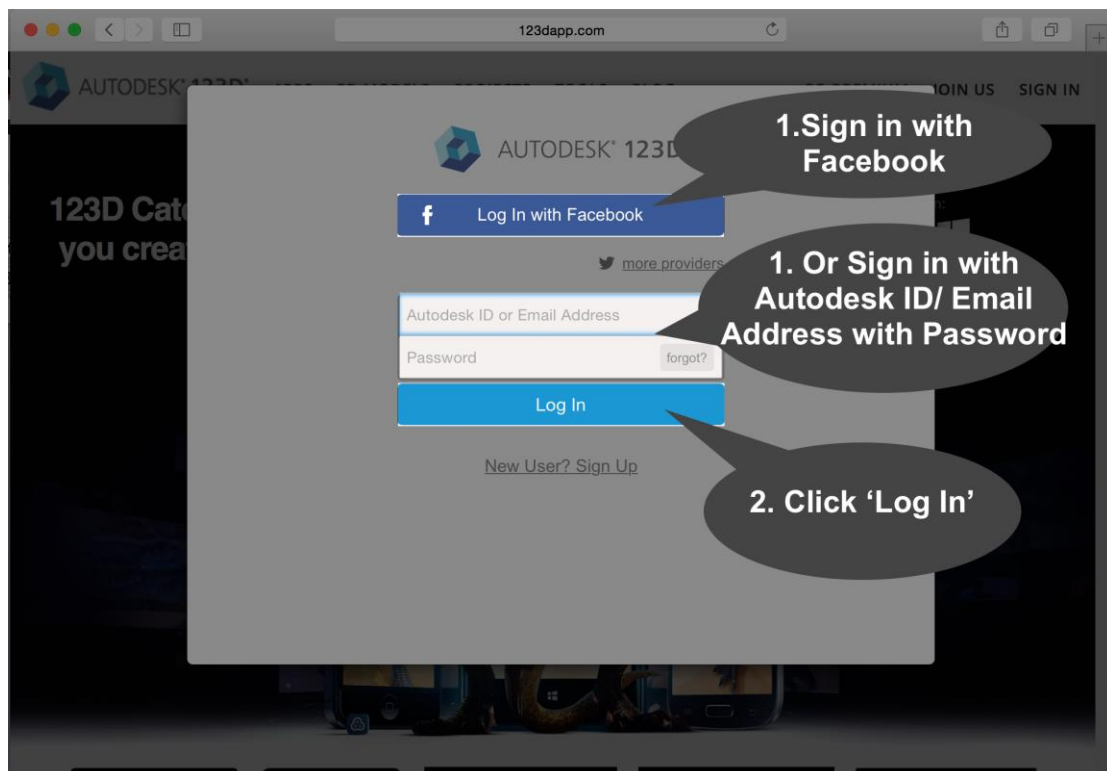 123dapp.com
AUTODESK®
JOIN US SIGN IN
AUTODESK® 123D
1.Sign in with
Facebook
123D Cat
you crea
Log In with Facebook
more providers
1. Or Sign in with
Autodesk ID/ Email
Address with Password
Autodesk ID or Email Address
Password
forgot?
Log In
New User? Sign Up
2. Click ‘Log In’